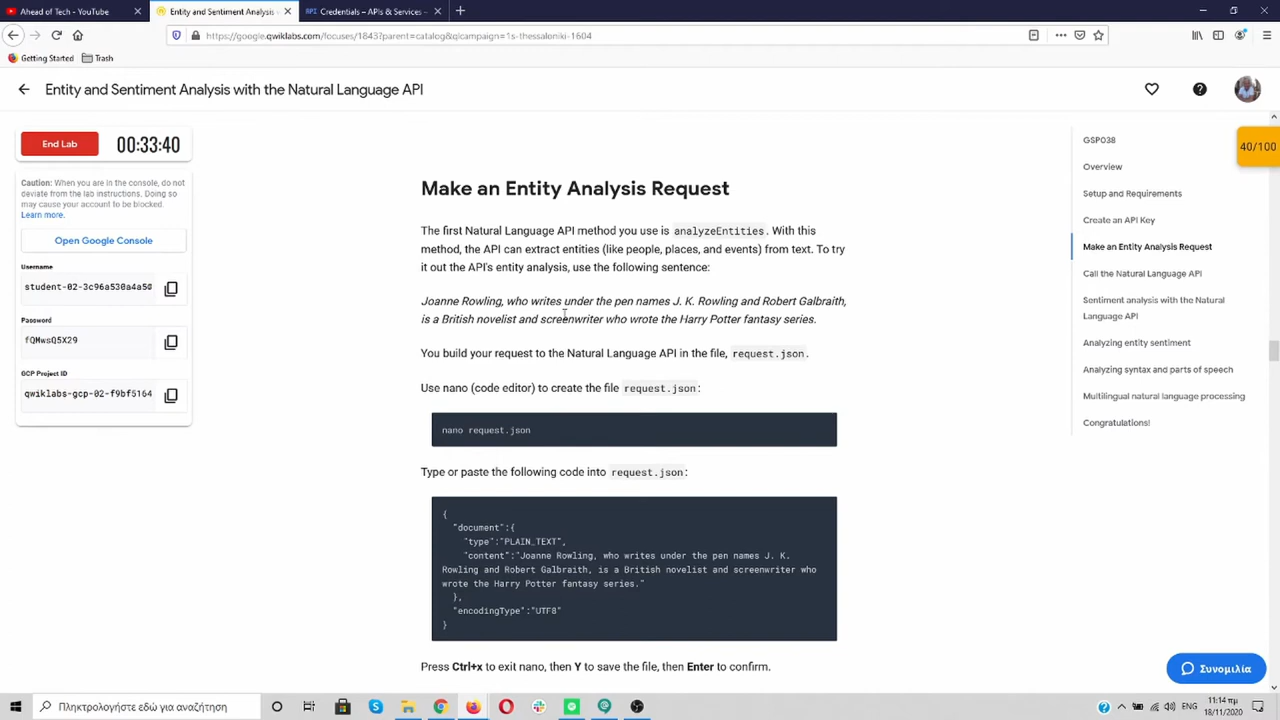 Ahead of Tech - YouTube
Entity and Sentiment Analysis
Credentials – APIs & Services –
https://google.qwiklabs.com/focuses/1843?parent=catalog&qlcampaign=1s-thessaloniki-1604
Getting Started
Trash
Entity and Sentiment Analysis with the Natural Language API
End Lab
00:33:40
40/100
Caution: When you are in the console, do not
deviate from the lab instructions. Doing so
may cause your account to be blocked.
Learn more.
Open Google Console
Username
student-02-3c96a530a4a50
Password
fQMwsQ5X29
GCP Project ID
qwiklabs-gcp-02-f9bf5164
Make an Entity Analysis Request
The first Natural Language API method you use is analyzeEntities. With this
method, the API can extract entities (like people, places, and events) from text. To try
it out the API's entity analysis, use the following sentence:
Joanne Rowling, who writes under the pen names J. K. Rowling and Robert Galbraith,
is a British novelist and screenwriter who wrote the Harry Potter fantasy series.
You build your request to the Natural Language API in the file, request.json.
Use nano (code editor) to create the file request.json:
nano request.json
Type or paste the following code into request.json:
{
"document":{
"type":"PLAIN_TEXT",
"content":"Joanne Rowling, who writes under the pen names J. K.
Rowling and Robert Galbraith, is a British novelist and screenwriter who
wrote the Harry Potter fantasy series."
},
"encodingType":"UTF8"
}
Press Ctrl+x to exit nano, then Y to save the file, then Enter to confirm.
GSP038
Overview
Setup and Requirements
Create an API Key
Make an Entity Analysis Request
Call the Natural Language API
Sentiment analysis with the Natural
Language API
Analyzing entity sentiment
Analyzing syntax and parts of speech
Multilingual natural language processing
Congratulations!
Συνομιλία
Πληκτρολογήστε εδώ για αναζήτηση
ΠΕΖ
11:14 πμ
18/11/2020